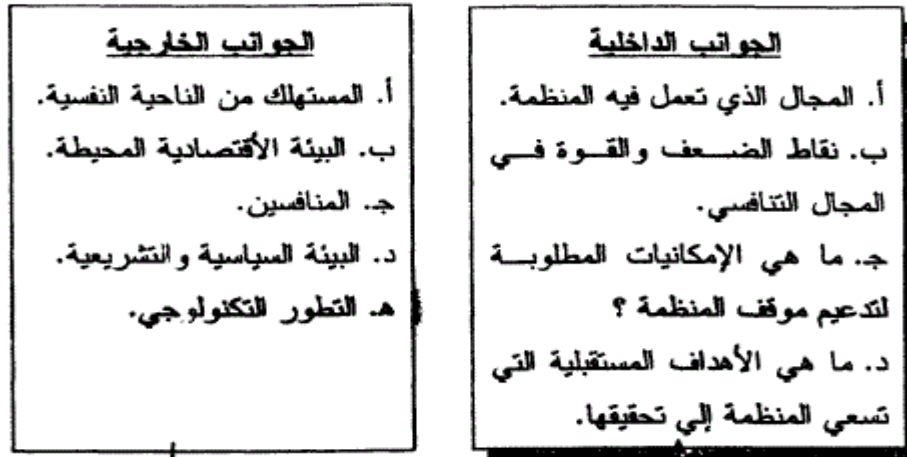 الجوانب الداخلية
أ. المجال الذي تعمل فيه المنظمة.
ب. نقاط الضعف والقوة في
المجال التنافسي.
جـ. ما هي الإمكانيات المطلوبة
لتدعيم موقف المنظمة ؟
د. ما هي الأهداف المستقبلية التي
تسعي المنظمة إلي تحقيقها.
الجوانب الخارجية
أ. المستهلك من الناحية النفسية.
ب. البيئة الأقتصادية المحيطة.
جـ. المنافسين.
د. البيئة السياسية والتشريعية.
هـ. التطور التكنولوجي.